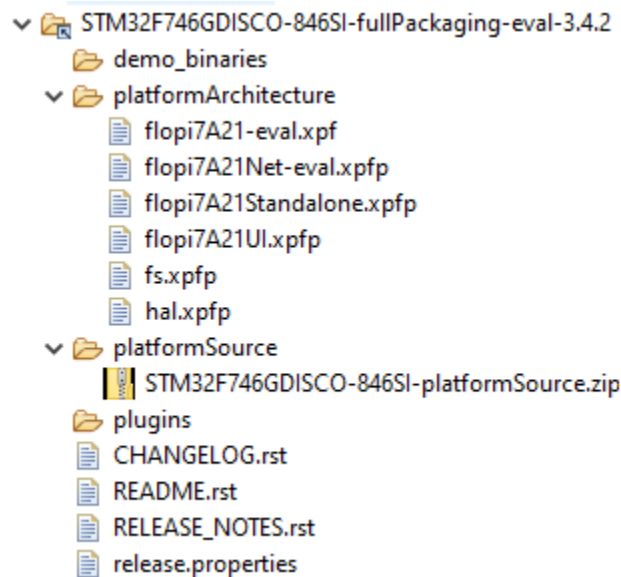 STM32F746GDISCO-846SI-fullPackaging-eval-3.4.2
demo_binaries
platformArchitecture
flopi7A21-eval.xpf
flopi7A21Net-eval.xpfp
flopi7A21Standalone.xpfp
flopi7A21UI.xpfp
fs.xpfp
hal.xpfp
platformSource
STM32F746GDISCO-846SI-platformSource.zip
plugins
CHANGELOG.rst
README.rst
RELEASE_NOTES.rst
release.properties